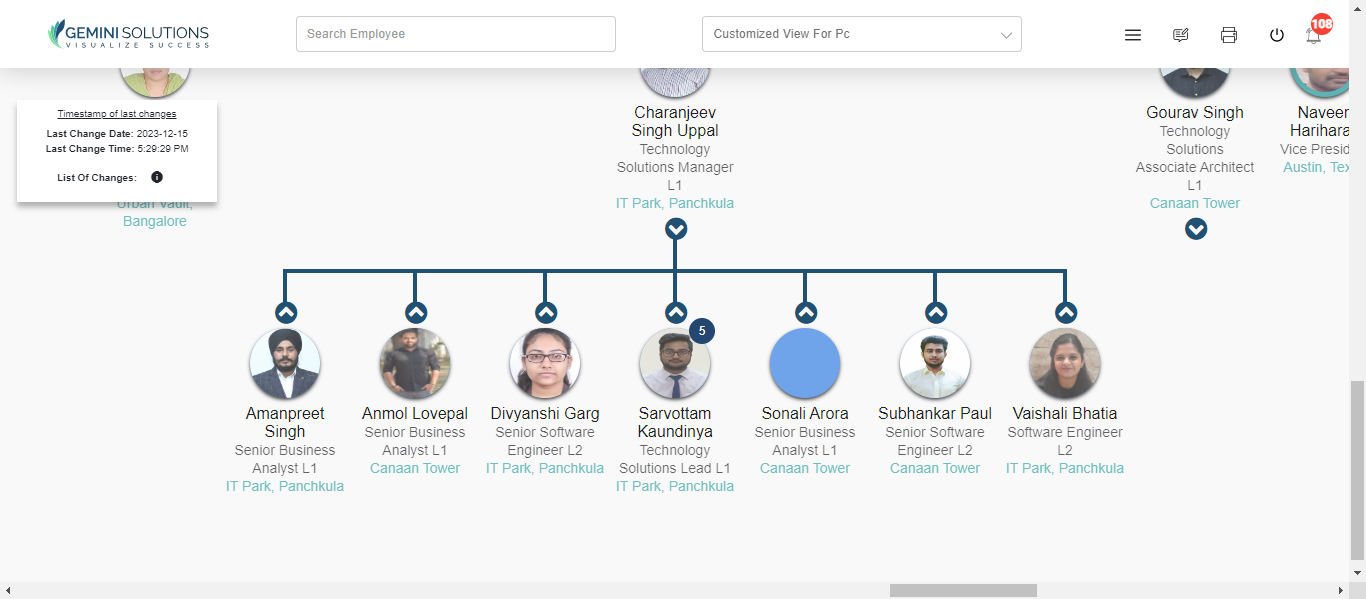 GEMINI SOLUTIONS
VISUALIZE SUCCESS
Search Employee
Customized View For Pc
108
Timestamp of last changes
Last Change Date: 2023-12-15
Last Change Time: 5:29:29 PM
List Of Changes:
Urban Vault,
Bangalore
Charanjeev
Singh Uppal
Technology
Solutions Manager
L1
IT Park, Panchkula
Gourav Singh
Technology
Solutions
Associate Architect
L1
Canaan Tower
Naveen
Harihara
Vice Presid
Austin, Tex
Amanpreet
Singh
Senior Business
Analyst L1
IT Park, Panchkula
Anmol Lovepal
Senior Business
Analyst L1
Canaan Tower
Divyanshi Garg
Senior Software
Engineer L2
IT Park, Panchkula
5
Sarvottam
Kaundinya
Technology
Solutions Lead L1
IT Park, Panchkula
Sonali Arora
Senior Business
Analyst L1
Canaan Tower
Subhankar Paul
Senior Software
Engineer L2
Canaan Tower
Vaishali Bhatia
Software Engineer
L2
IT Park, Panchkula